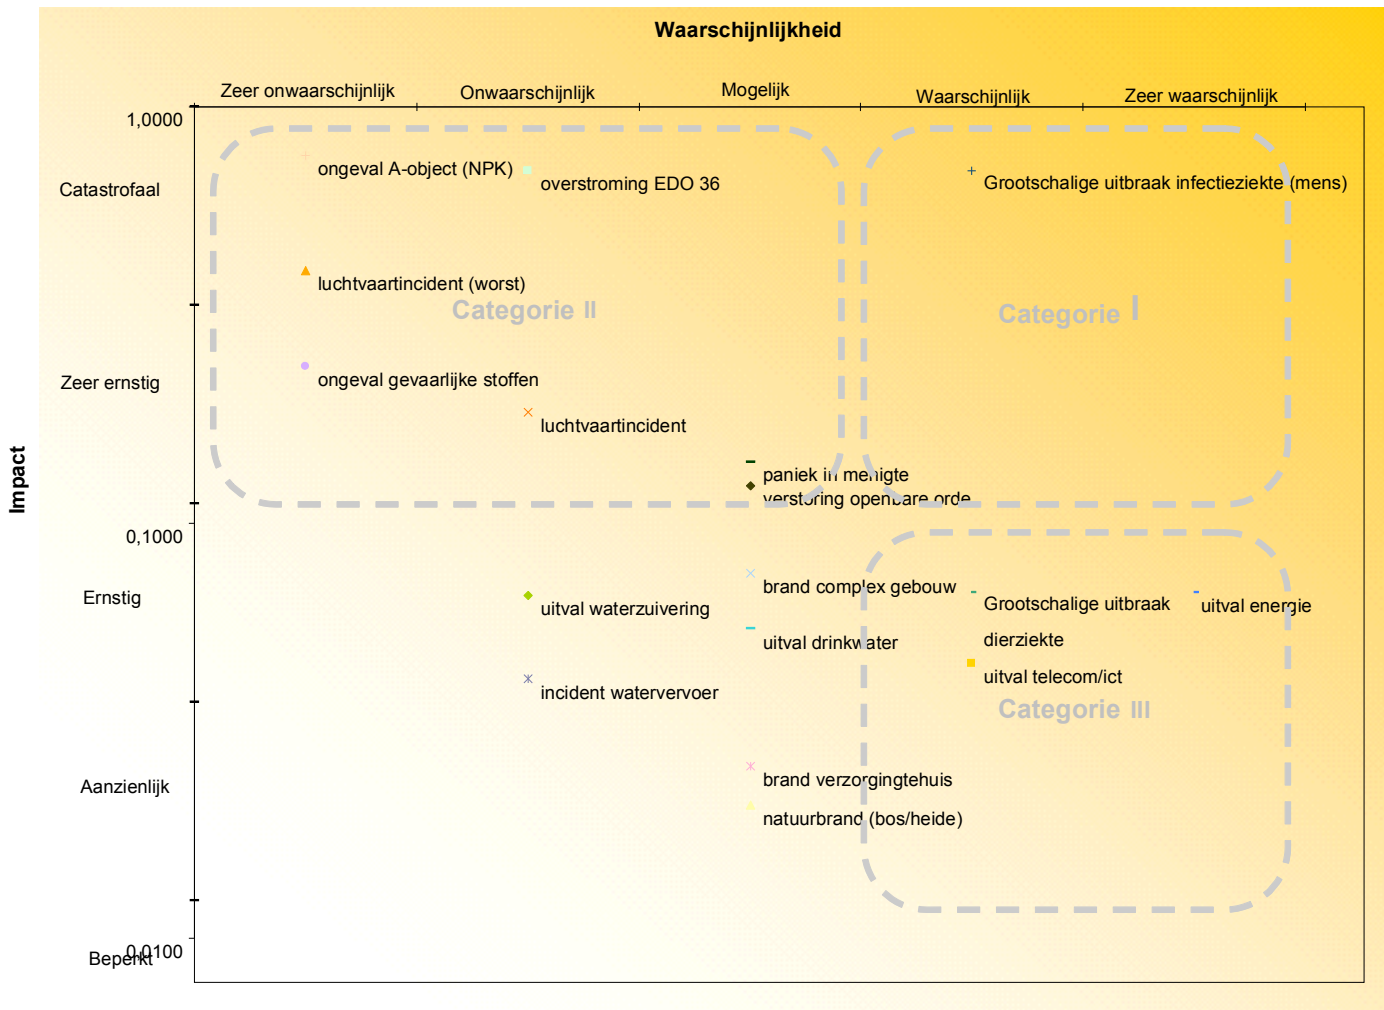 Waarschijnlijkheid
Zeer onwaarschijnlijk
Onwaarschijnlijk
Mogelijk
Waarschijnlijk
Zeer waarschijnlijk
1,0000
ongeval A-object (NPK)
overstroming EDO 36
Grootschalige uitbraak infectieziekte (mens)
Catastrofaal
luchtvaartincident (worst)
Categorie II
Categorie I
Zeer ernstig
ongeval gevaarlijke stoffen
luchtvaartincident
Impact
paniek in menigte
verstoring openbare orde
0,1000
Ernstig
brand complex gebouw
uitval waterzuivering
Grootschalige uitbraak
dierziekte
uitval energie
uitval drinkwater
uitval telecom/ict
incident watervervoer
Categorie III
Aanzienlijk
brand verzorgingtehuis
natuurbrand (bos/heide)
0,0100
Beperkt